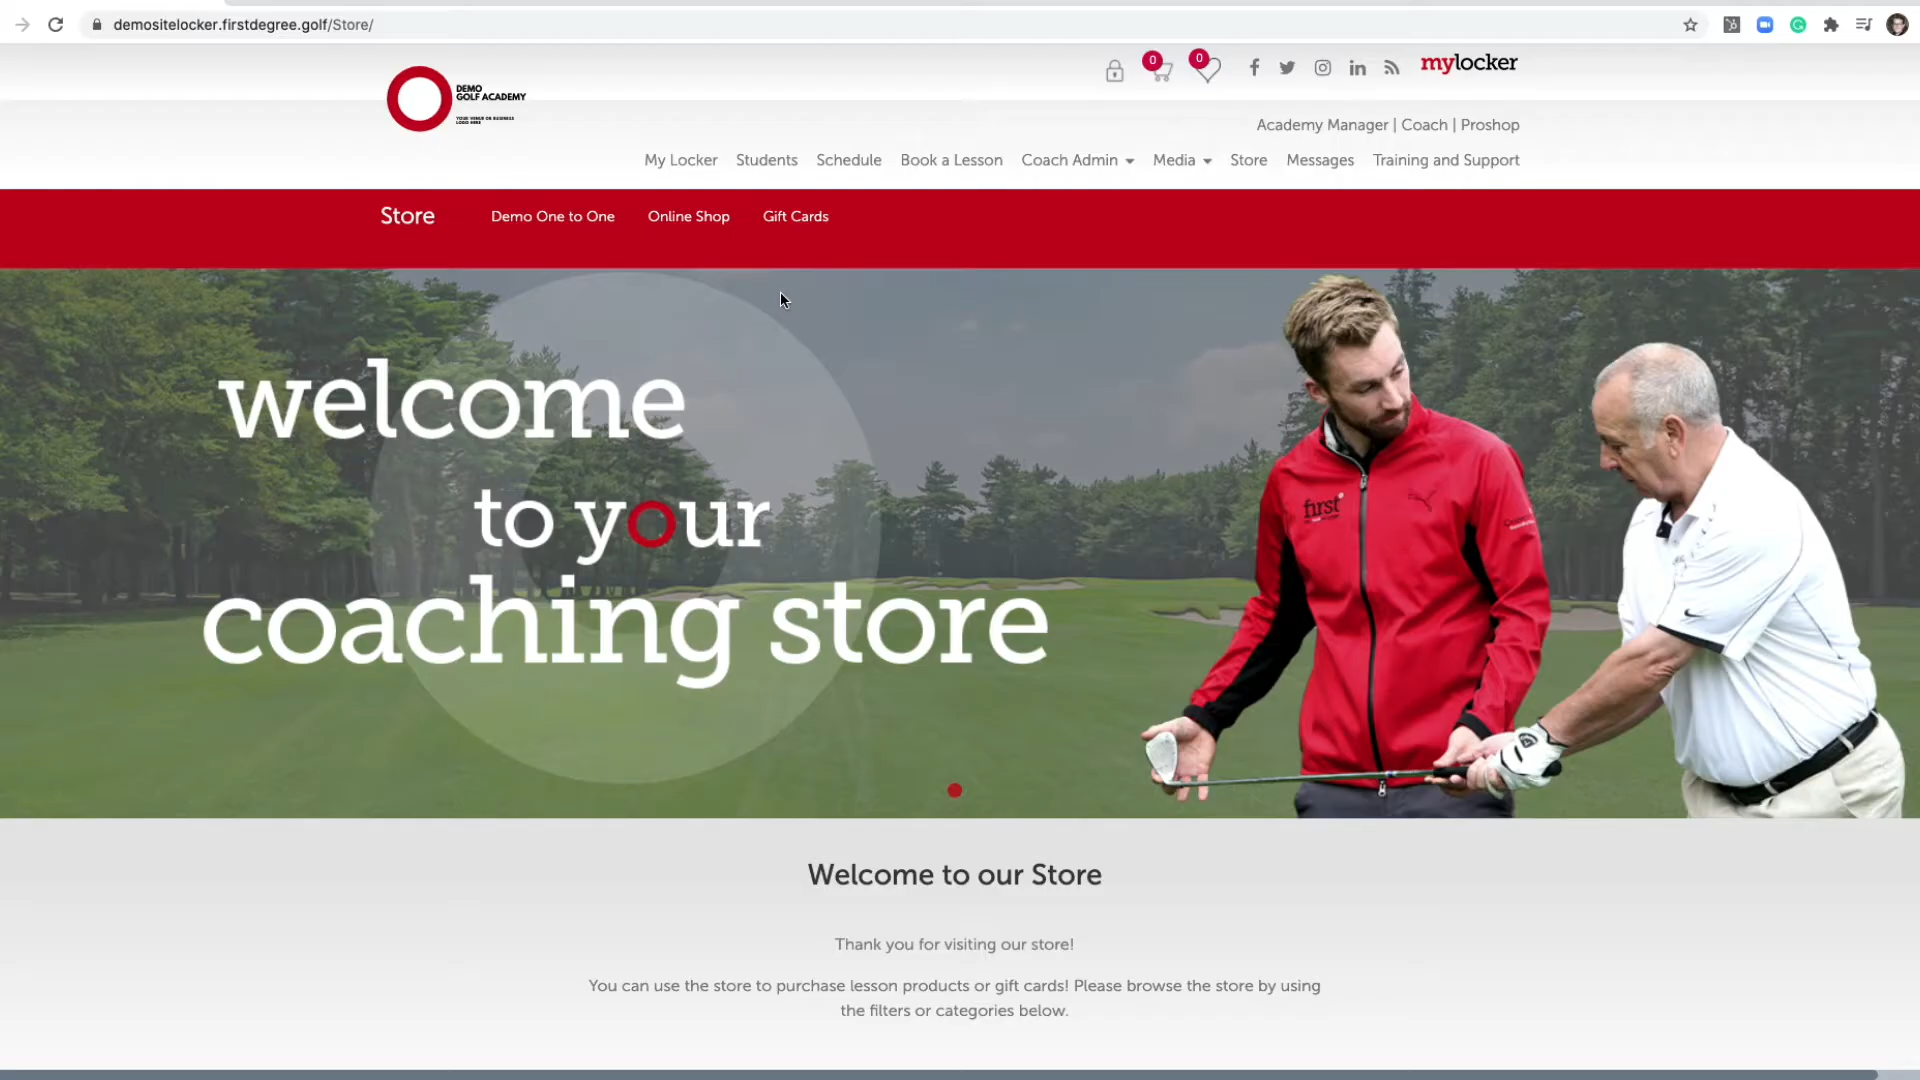 demositelocker.firstdegree.golf/Store/
0
0
mylocker
DEMO
GOLF ACADEMY
YOUR VENUE OR BUSINESS
LOGO HERE
Academy Manager | Coach | Proshop
My Locker Students Schedule Book a Lesson Coach Admin Media Store Messages Training and Support
Store Demo One to One Online Shop Gift Cards
welcome
to your
coaching store
first
Welcome to our Store
Thank you for visiting our store!
You can use the store to purchase lesson products or gift cards! Please browse the store by using
the filters or categories below.